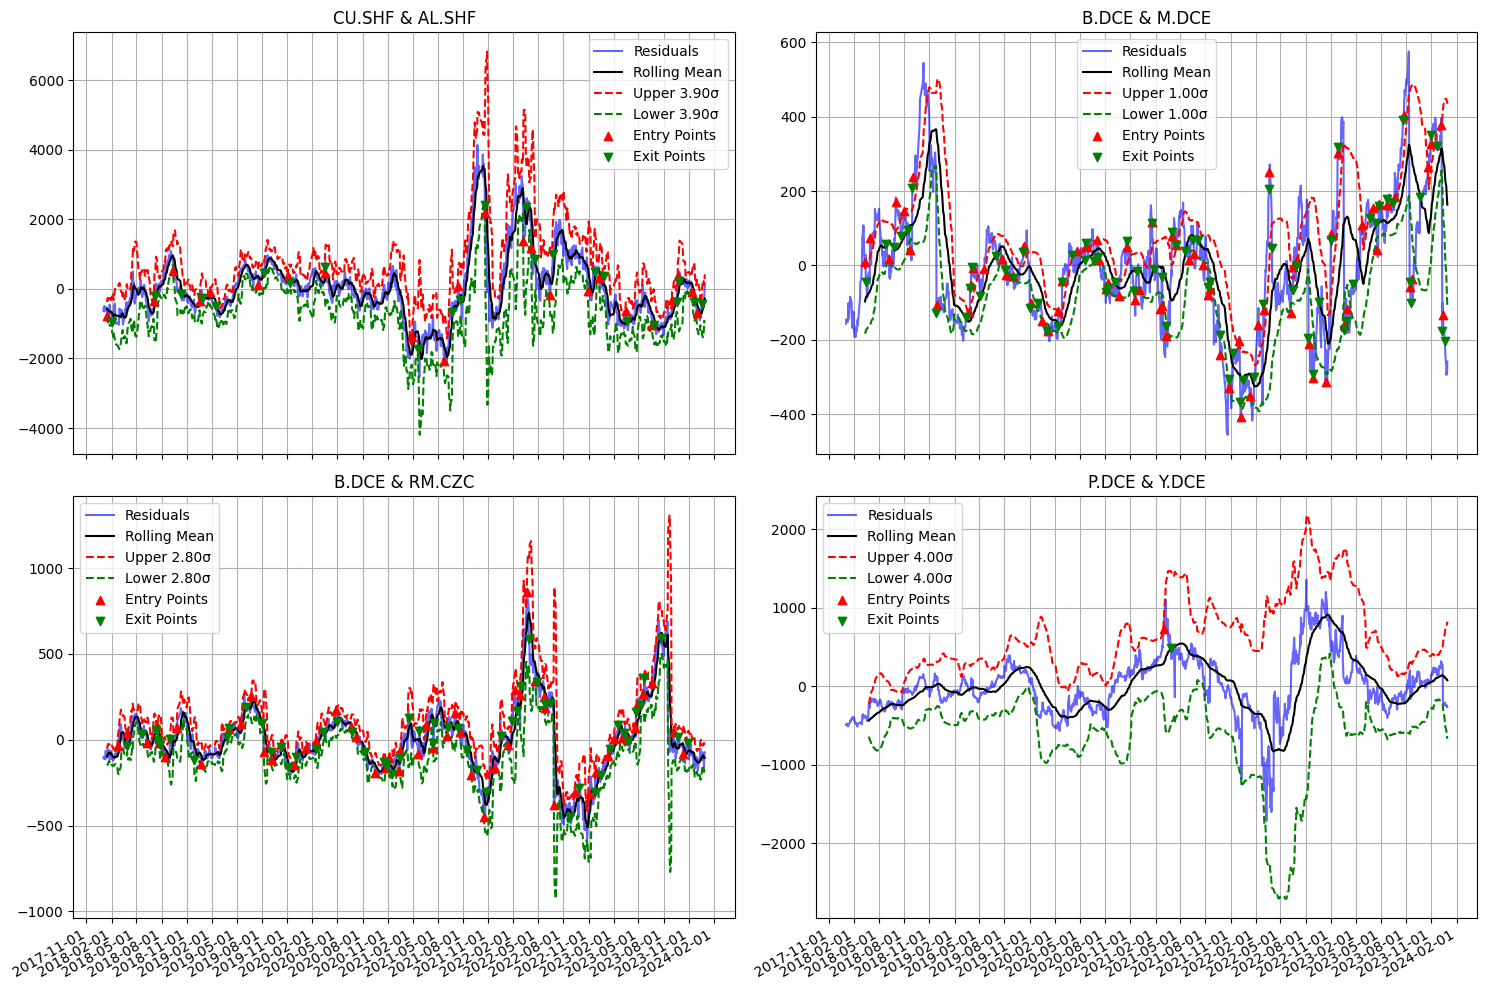 CU.SHF & AL.SHF
6000
4000
2000
0
−2000
−4000
Residuals
Rolling Mean
Upper 3.90σ
Lower 3.90σ
Entry Points
Exit Points
B.DCE & M.DCE
600
400
200
0
−200
−400
Residuals
Rolling Mean
Upper 1.00σ
Lower 1.00σ
Entry Points
Exit Points
B.DCE & RM.CZC
1000
500
0
−500
−1000
Residuals
Rolling Mean
Upper 2.80σ
Lower 2.80σ
Entry Points
Exit Points
2017-11-01
2018-02-01
2018-05-01
2018-08-01
2018-11-01
2019-02-01
2019-05-01
2019-08-01
2019-11-01
2020-02-01
2020-05-01
2020-08-01
2020-11-01
2021-02-01
2021-05-01
2021-08-01
2021-11-01
2022-02-01
2022-05-01
2022-08-01
2022-11-01
2023-02-01
2023-05-01
2023-08-01
2023-11-01
2024-02-01
P.DCE & Y.DCE
2000
1000
0
−1000
−2000
Residuals
Rolling Mean
Upper 4.00σ
Lower 4.00σ
Entry Points
Exit Points
2017-11-01
2018-02-01
2018-05-01
2018-08-01
2018-11-01
2019-02-01
2019-05-01
2019-08-01
2019-11-01
2020-02-01
2020-05-01
2020-08-01
2020-11-01
2021-02-01
2021-05-01
2021-08-01
2021-11-01
2022-02-01
2022-05-01
2022-08-01
2022-11-01
2023-02-01
2023-05-01
2023-08-01
2023-11-01
2024-02-01